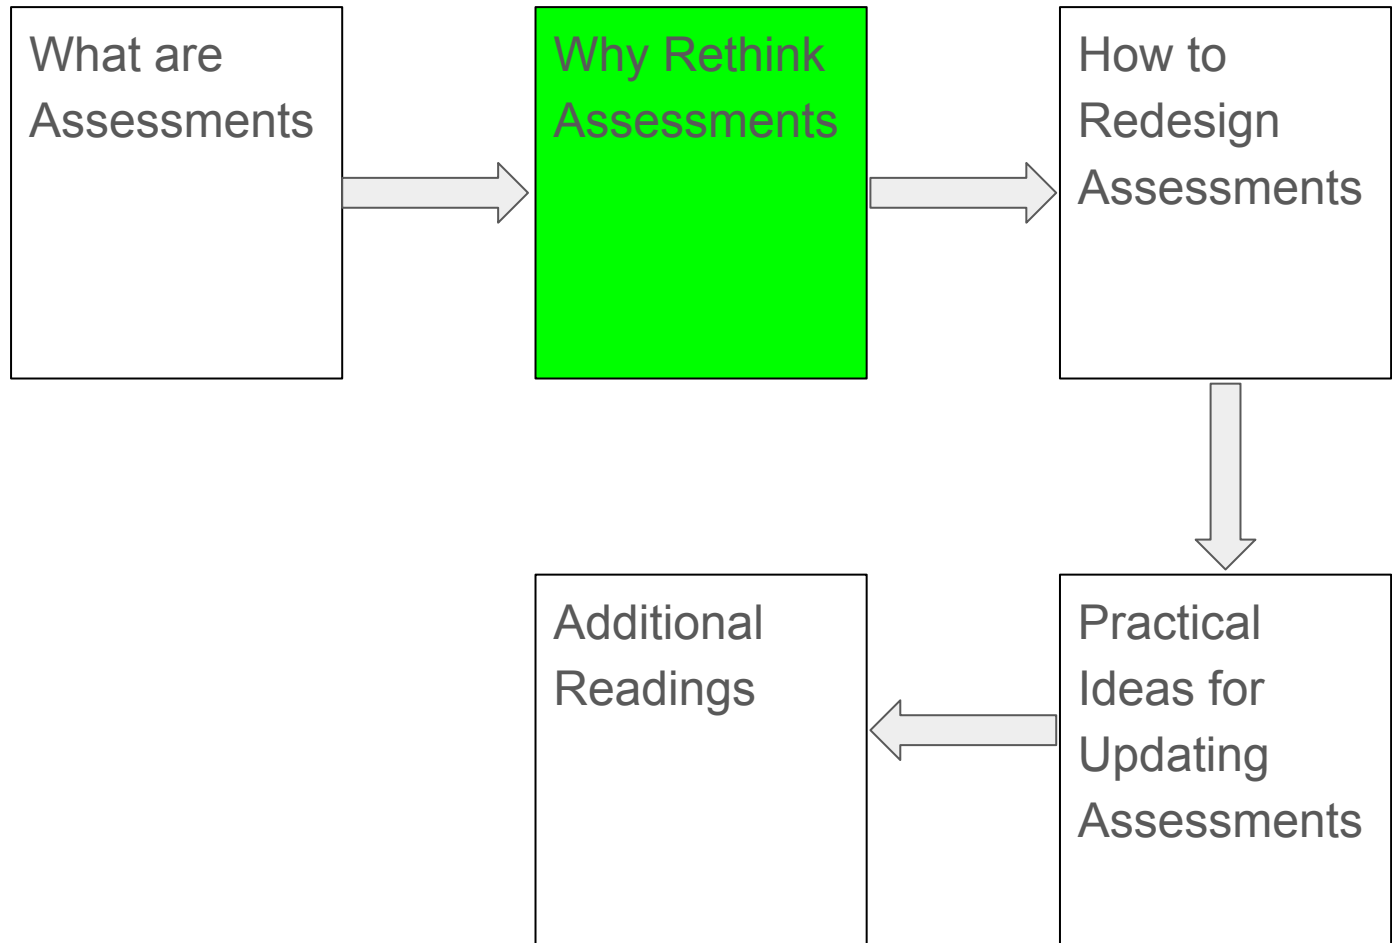 What are
Assessments
Why Rethink
Assessments
How to
Redesign
Assessments
Practical
Ideas for
Updating
Assessments
Additional
Readings